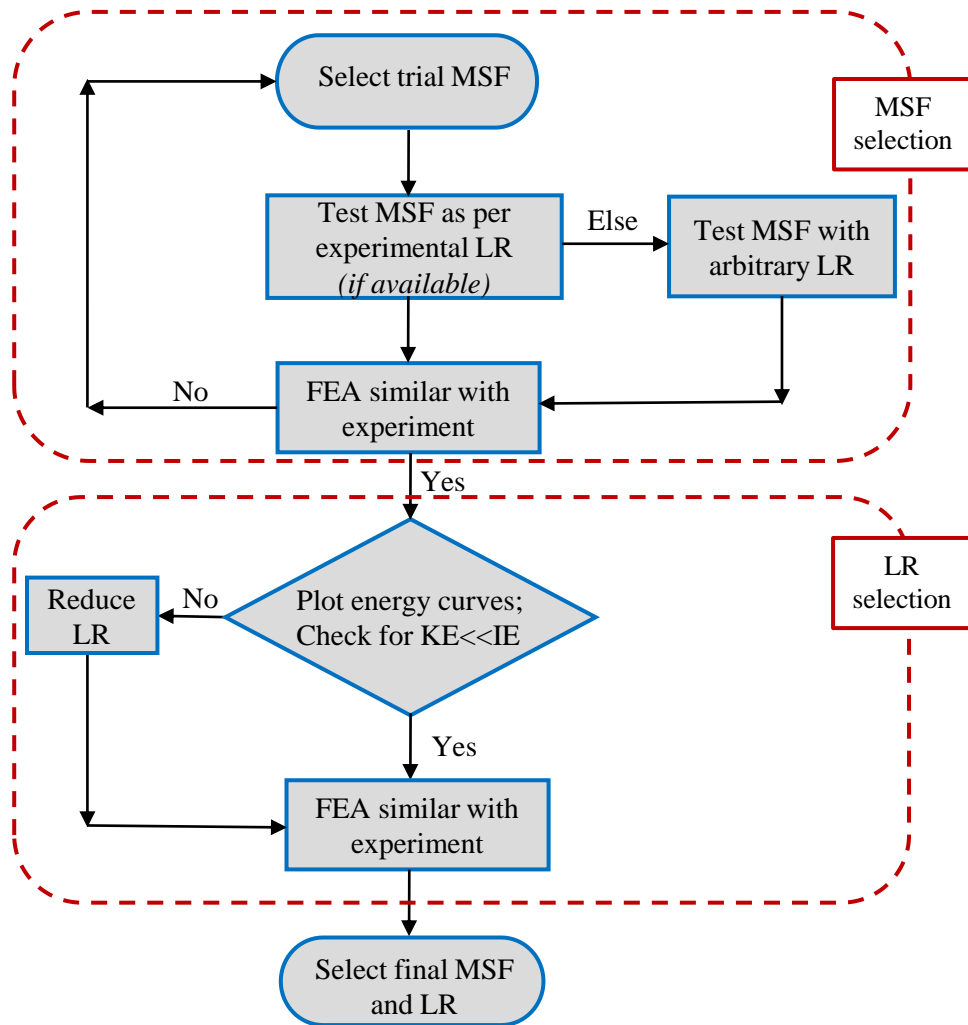 Select trial MSF
MSF
selection
Test MSF as per
experimental LR
(if available)
Else
Test MSF with
arbitrary LR
No
FEA similar with
experiment
Yes
LR
selection
Reduce
LR
No
Plot energy curves;
Check for KE<<IE
Yes
FEA similar with
experiment
Select final MSF
and LR